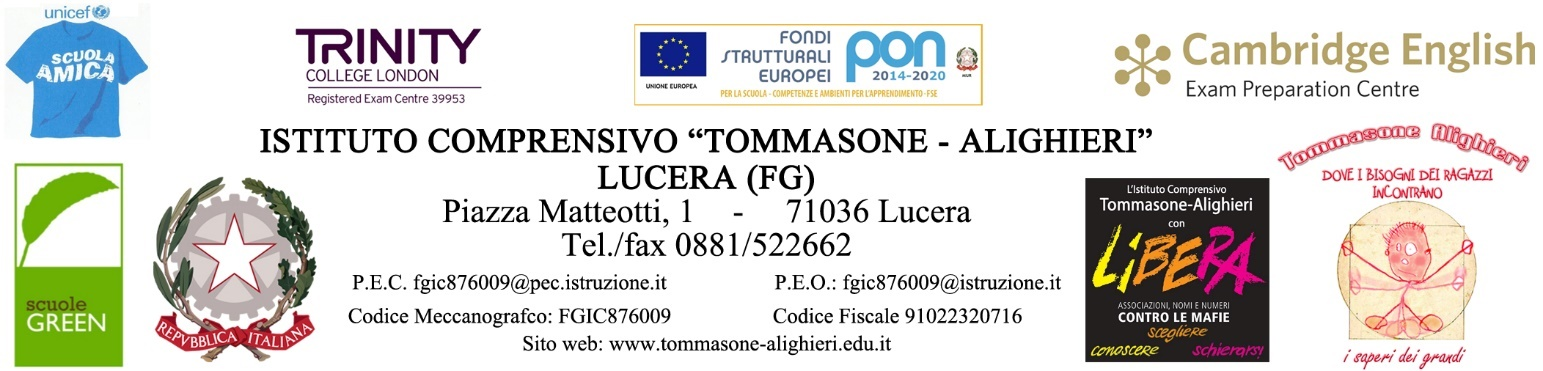 unicef
SCUOLA
AMICA
TRINITY
COLLEGE LONDON
Registered Exam Centre 39953
UNIONE EUROPEA
FONDI
STRUTTURALI
EUROPEI
pon
2014-2020
MIUR
PER LA SCUOLA - COMPETENZE E AMBIENTI PER L'APPRENDIMENTO - FSE
Cambridge English
Exam Preparation Centre
ISTITUTO COMPRENSIVO “TOMMASONE - ALIGHIERI”
LUCERA (FG)
Piazza Matteotti, 1 - 71036 Lucera
Tel./fax 0881/522662
P.E.C. fgic876009@pec.istruzione.it P.E.O.: fgic876009@istruzione.it
Codice Meccanografco: FGIC876009 Codice Fiscale 91022320716
Sito web: www.tommasone-alighieri.edu.it
scuole
GREEN
REPVBBLICA ITALIANA
L'Istituto Comprensivo
Tommasone-Alighieri
con
LiBERA
ASSOCIAZIONI, NOMI E NUMERI
CONTRO LE MAFIE
scegliere
conoscere schierarsi
Tommasone Alighieri
DOVE I BISOGNI DEI RAGAZZI
INCONTRANO
i saperi dei grandi